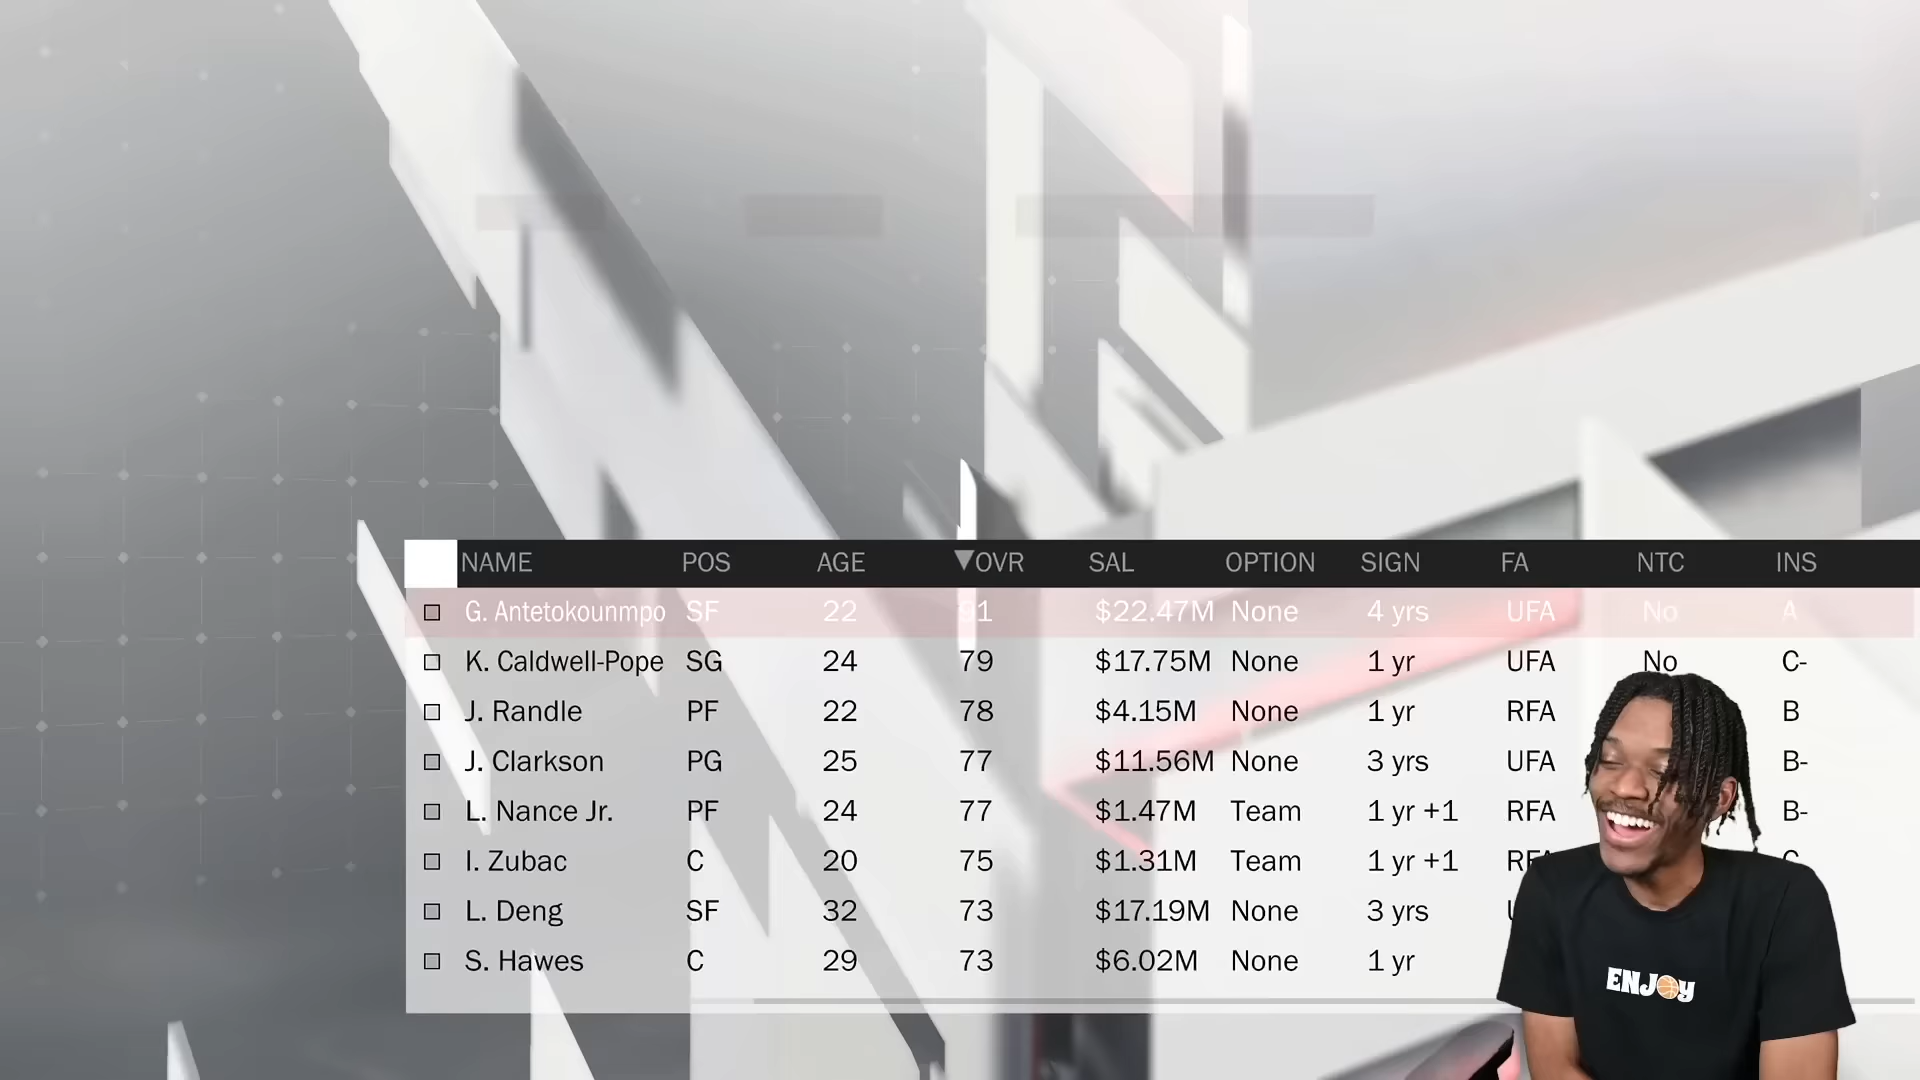 NAME POS AGE ▼OVR SAL OPTION SIGN FA NTC INS
G. Antetokounmpo SF 22 91 $22.47M None 4 yrs UFA No A
K. Caldwell-Pope SG 24 79 $17.75M None 1 yr UFA No C-
J. Randle PF 22 78 $4.15M None 1 yr RFA B
J. Clarkson PG 25 77 $11.56M None 3 yrs UFA B-
L. Nance Jr. PF 24 77 $1.47M Team 1 yr +1 RFA B-
I. Zubac C 20 75 $1.31M Team 1 yr +1
L. Deng SF 32 73 $17.19M None 3 yrs
S. Hawes C 29 73 $6.02M None 1 yr
ENJOY